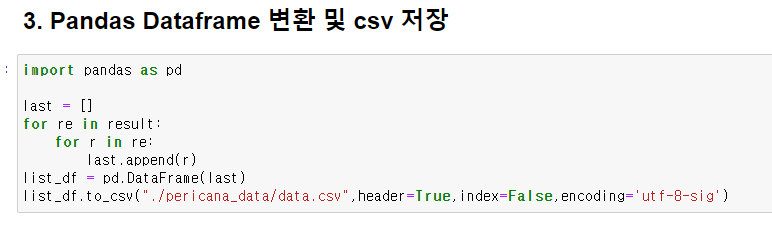 3. Pandas Dataframe 변환 및 csv 저장
:
import pandas as pd
last = []
for re in result:
    for r in re:
        last.append(r)
list_df = pd.DataFrame(last)
list_df.to_csv("./pericana_data/data.csv",header=True,index=False,encoding='utf-8-sig')